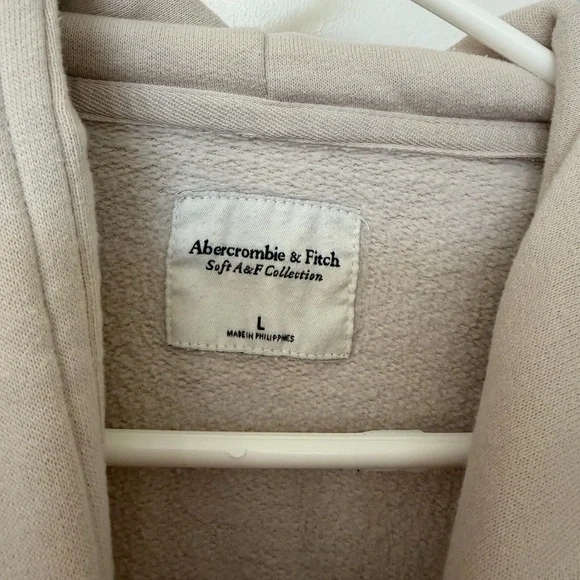 Abercrombie & Fitch
Soft A&F Collection
L
MADE IN PHILIPPINES